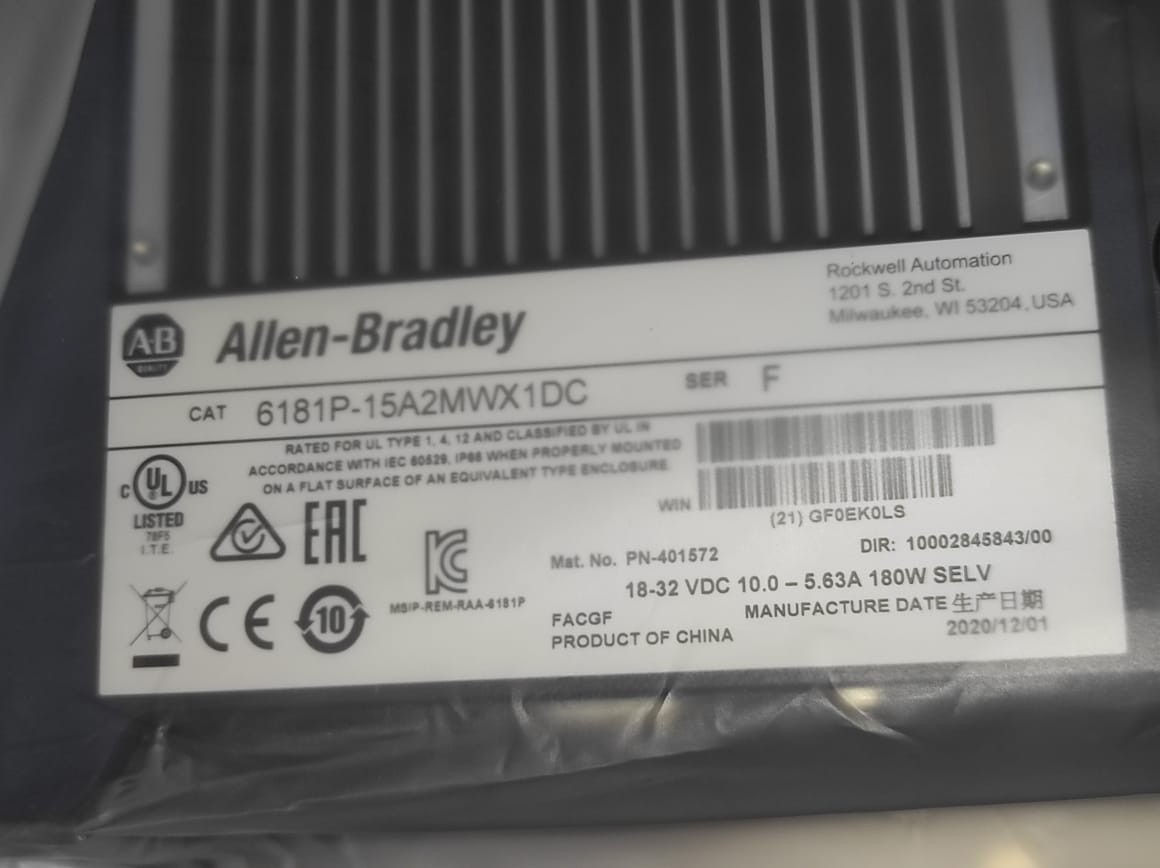 Rockwell Automation
1201 S. 2nd St.
Milwaukee, WI 53204, USA
A-B
QUALITY
Allen-Bradley
CAT 6181P-15A2MWX1DC SER F
RATED FOR UL TYPE 1, 4, 12 AND CLASSIFIED BY UL IN
ACCORDANCE WITH IEC 60529, IP66 WHEN PROPERLY MOUNTED
ON A FLAT SURFACE OF AN EQUIVALENT TYPE ENCLOSURE
C UL US
LISTED
78F5
I.T.E.
EAC
KC
MSIP-REM-RAA-6181P
WIN
(21) GF0EK0LS
Mat. No. PN-401572
DIR: 10002845843/00
18-32 VDC 10.0 – 5.63A 180W SELV
FACGF
MANUFACTURE DATE 生产日期
PRODUCT OF CHINA
2020/12/01
CE
10